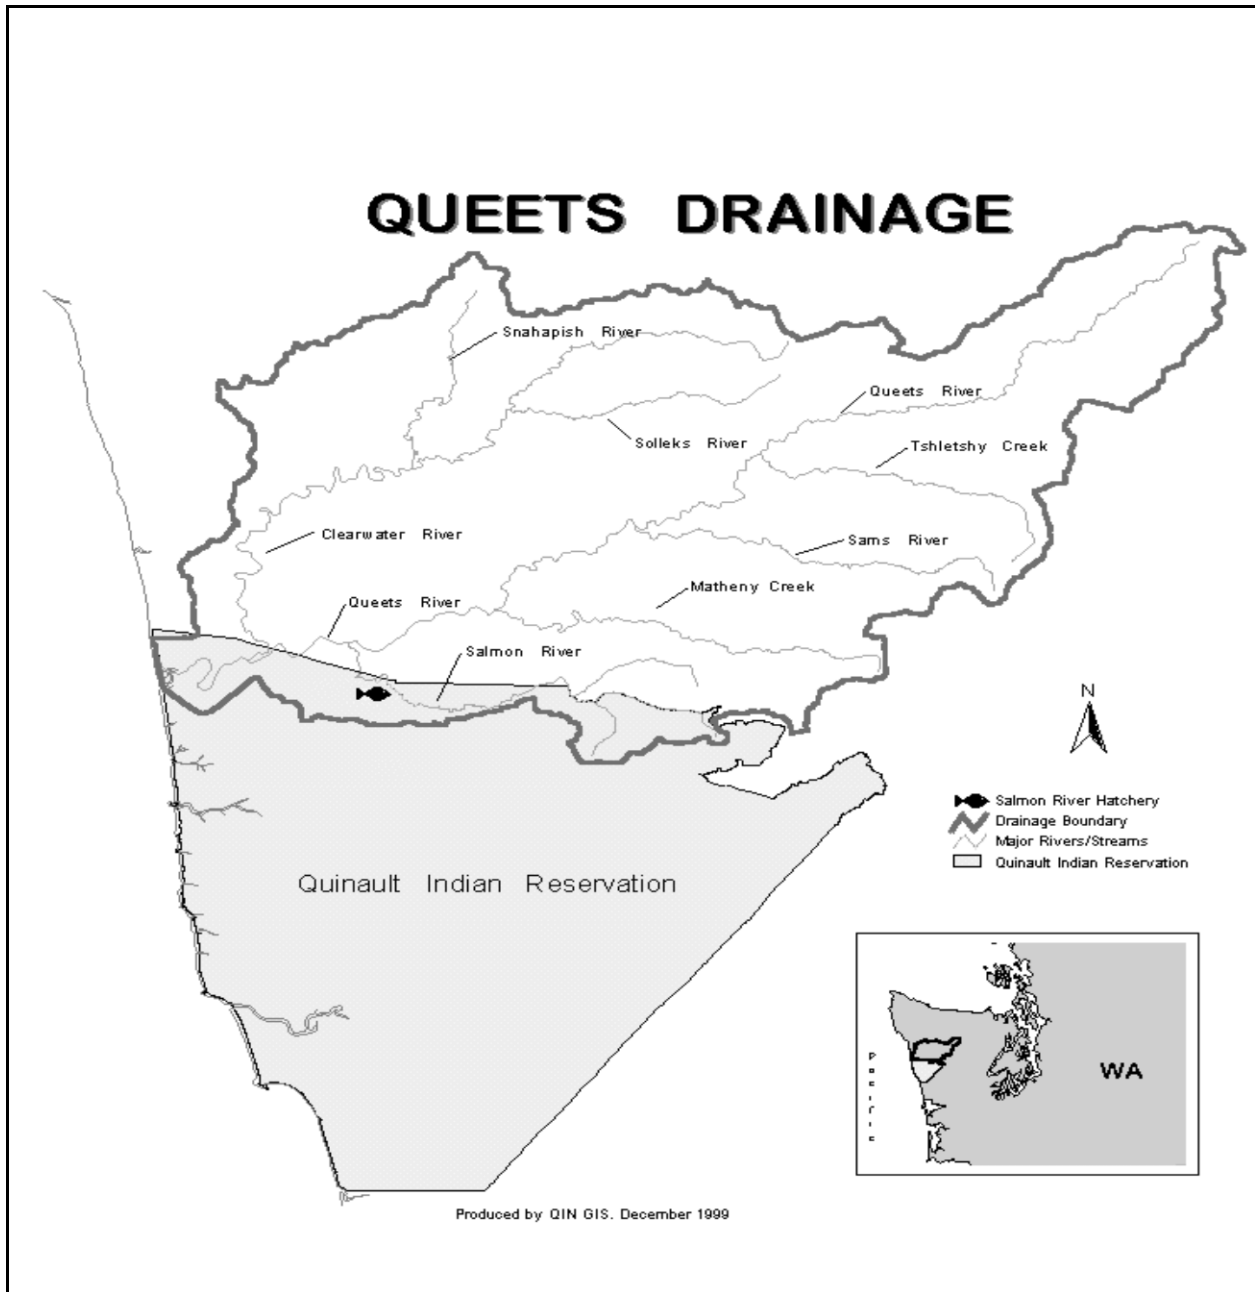 QUEETS DRAINAGE
Snahapish River
Queets River
Solleks River
Tshletshy Creek
Clearwater River
Sams River
Matheny Creek
Queets River
Salmon River
N
Salmon River Hatchery
Drainage Boundary
Major Rivers/Streams
Quinault Indian Reservation
Quinault Indian Reservation
Pacific
WA
Produced by QIN GIS. December 1999